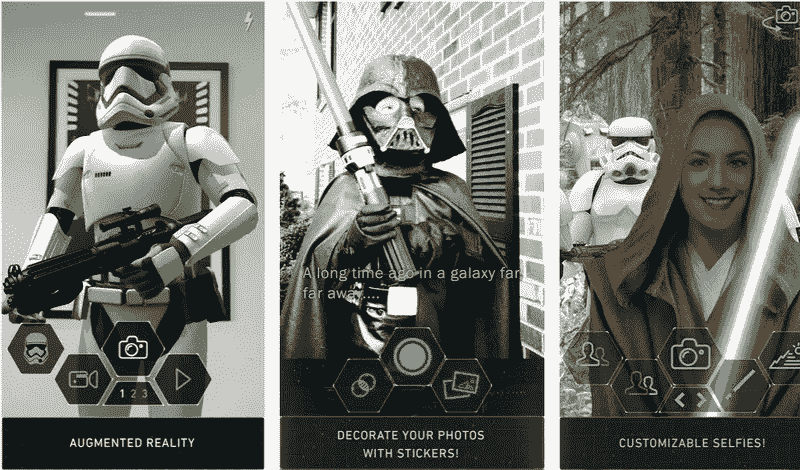 A long time ago in a galaxy far,
far away....
1 2 3
AUGMENTED REALITY
DECORATE YOUR PHOTOS
WITH STICKERS!
CUSTOMIZABLE SELFIES!